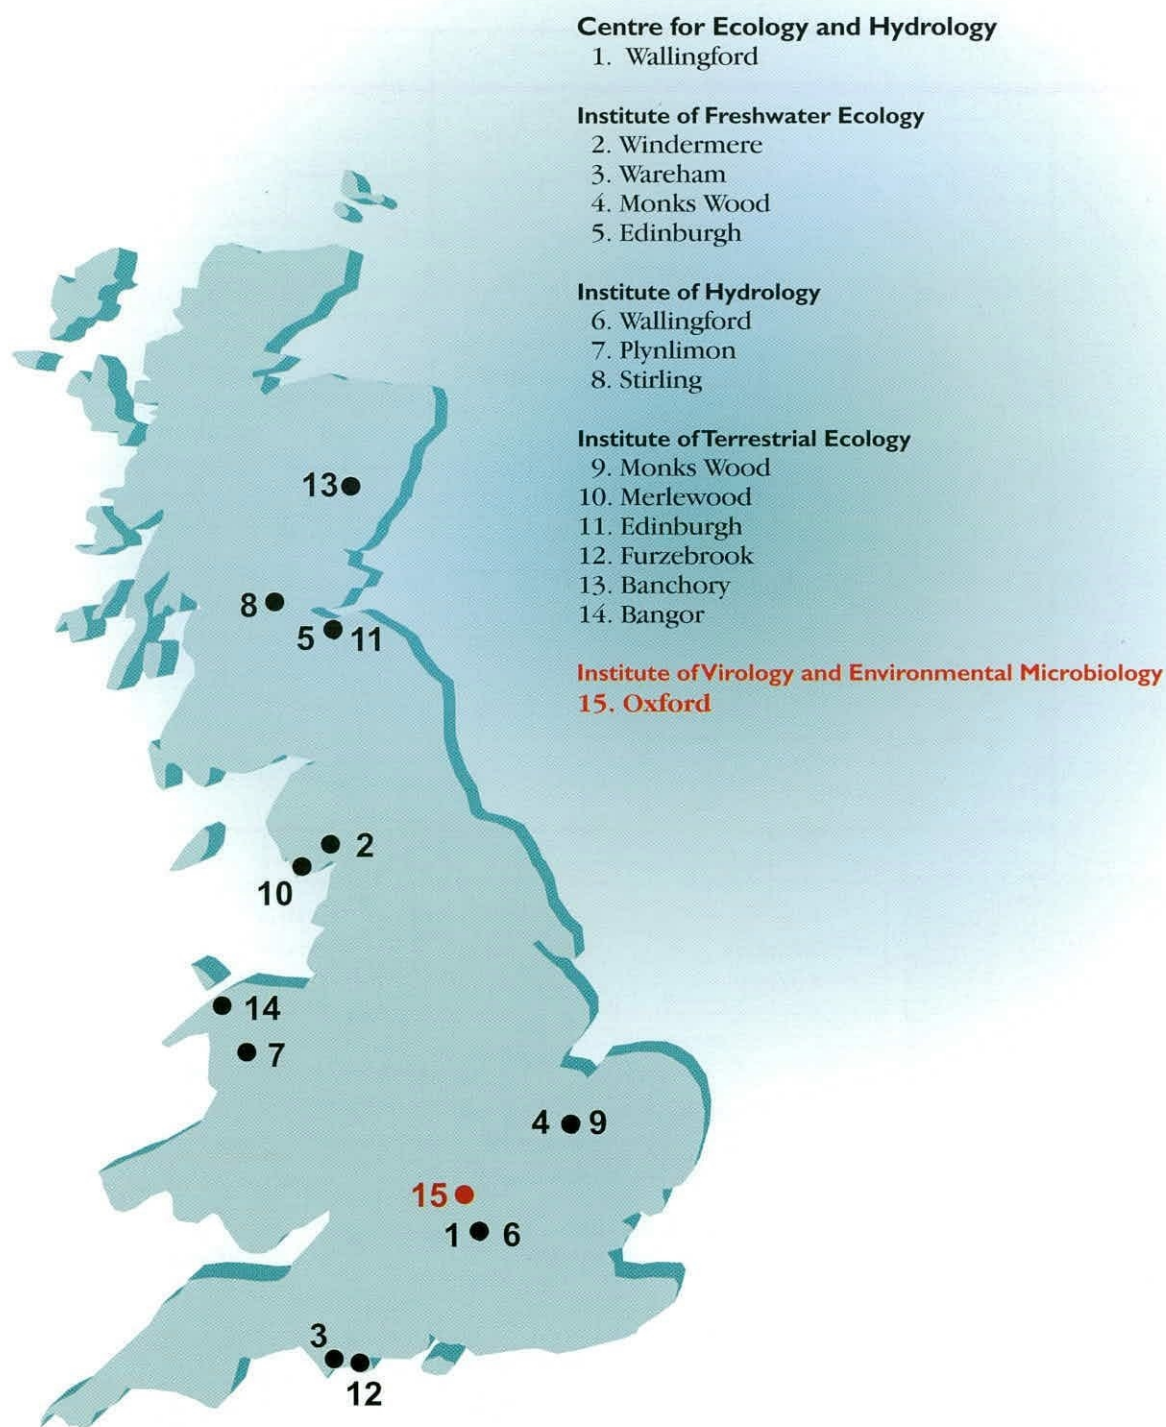 Centre for Ecology and Hydrology
1. Wallingford
Institute of Freshwater Ecology
2. Windermere
3. Wareham
4. Monks Wood
5. Edinburgh
Institute of Hydrology
6. Wallingford
7. Plynlimon
8. Stirling
Institute of Terrestrial Ecology
9. Monks Wood
10. Merlewood
11. Edinburgh
12. Furzebrook
13. Banchory
14. Bangor
Institute of Virology and Environmental Microbiology
15. Oxford
13
8
5 11
2
10
14
7
4 9
15
1 6
3
12